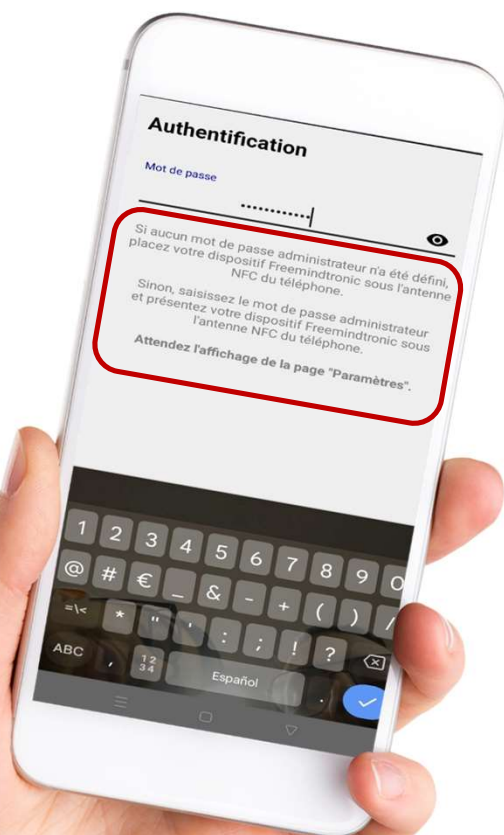 Authentification
Mot de passe
............
Si aucun mot de passe administrateur n'a été défini,
placez votre dispositif Freemindtronic sous l'antenne
NFC du téléphone.
Sinon, saisissez le mot de passe administrateur
et présentez votre dispositif Freemindtronic sous
l'antenne NFC du téléphone.
Attendez l'affichage de la page "Paramètres".
1 2 3 4 5 6 7 8 9 0
@ # € _ & - + ( ) /
=\< * " ' : ; ! ?
ABC , 12 34 Español .